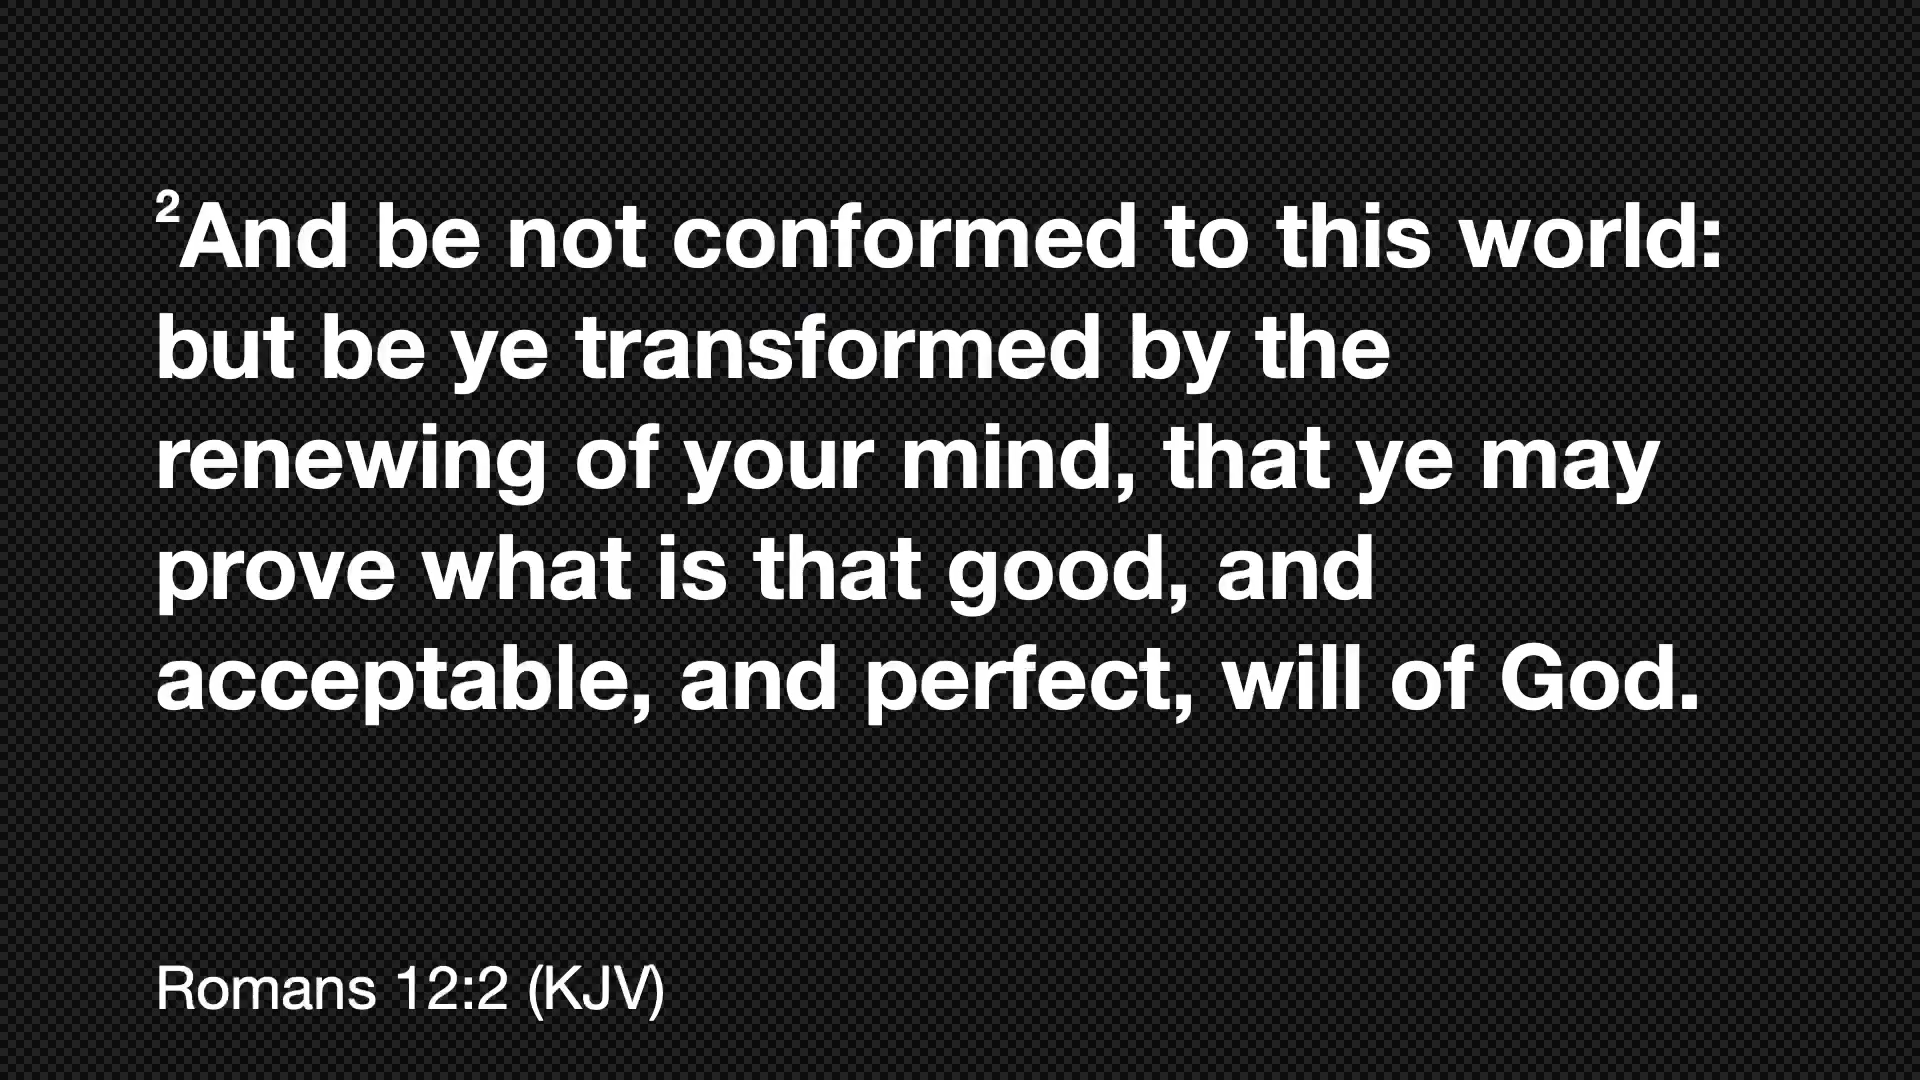 ²And be not conformed to this world:
but be ye transformed by the
renewing of your mind, that ye may
prove what is that good, and
acceptable, and perfect, will of God.
Romans 12:2 (KJV)